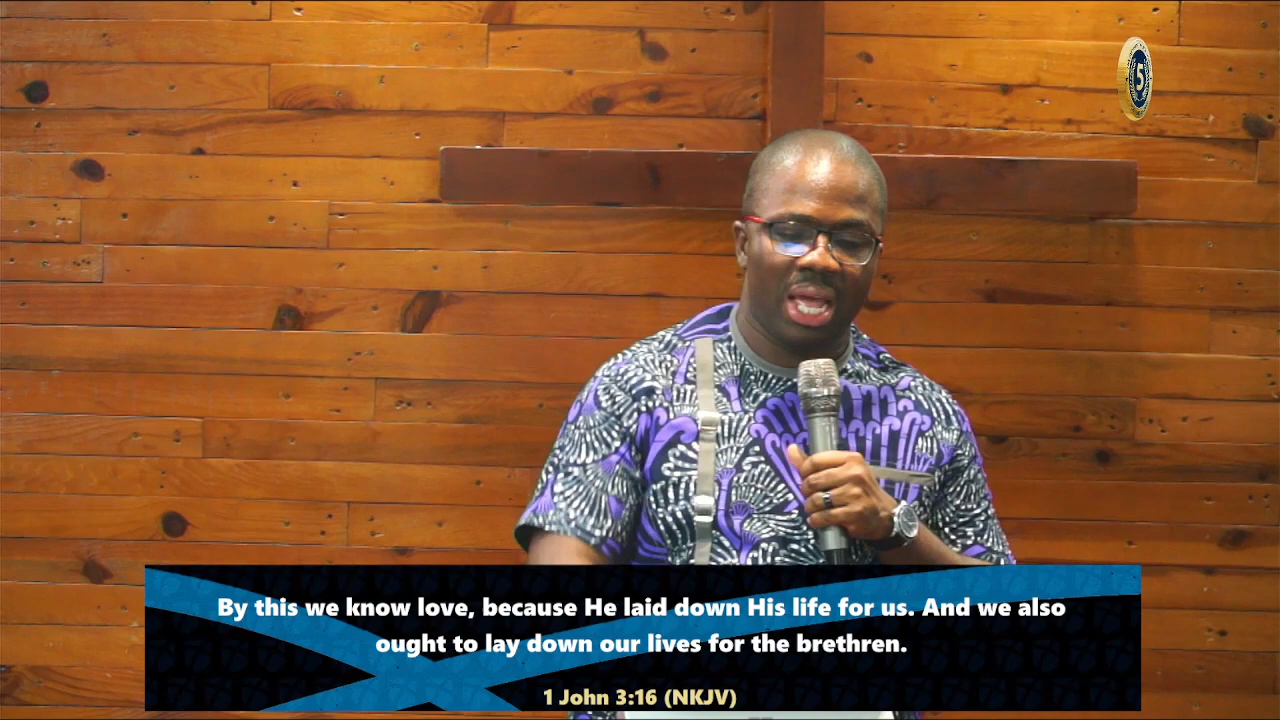 5
By this we know love, because He laid down His life for us. And we also
ought to lay down our lives for the brethren.
1 John 3:16 (NKJV)